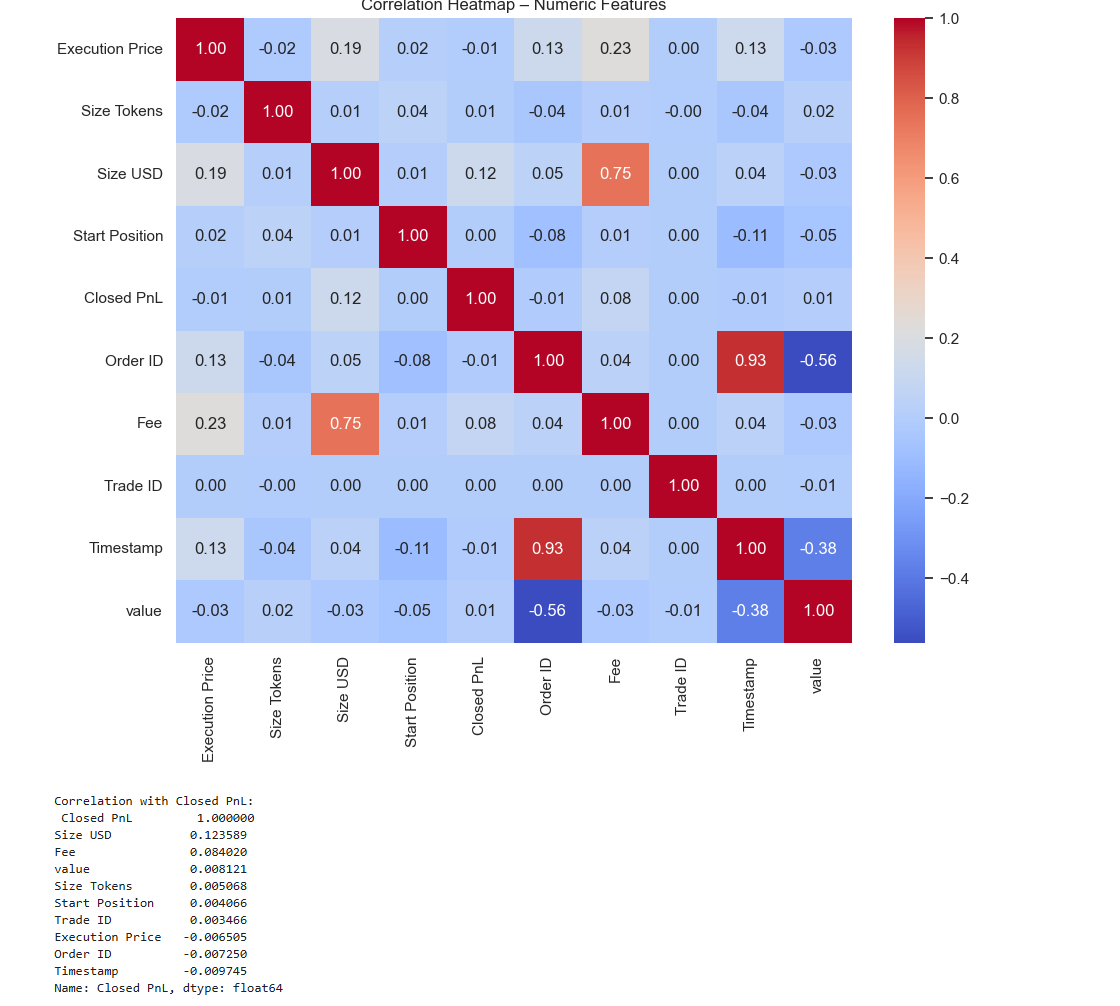 Correlation Heatmap – Numeric Features
Execution Price 1.00 -0.02 0.19 0.02 -0.01 0.13 0.23 0.00 0.13 -0.03
Size Tokens -0.02 1.00 0.01 0.04 0.01 -0.04 0.01 -0.00 -0.04 0.02
Size USD 0.19 0.01 1.00 0.01 0.12 0.05 0.75 0.00 0.04 -0.03
Start Position 0.02 0.04 0.01 1.00 0.00 -0.08 0.01 0.00 -0.11 -0.05
Closed PnL -0.01 0.01 0.12 0.00 1.00 -0.01 0.08 0.00 -0.01 0.01
Order ID 0.13 -0.04 0.05 -0.08 -0.01 1.00 0.04 0.00 0.93 -0.56
Fee 0.23 0.01 0.75 0.01 0.08 0.04 1.00 0.00 0.04 -0.03
Trade ID 0.00 -0.00 0.00 0.00 0.00 0.00 0.00 1.00 0.00 -0.01
Timestamp 0.13 -0.04 0.04 -0.11 -0.01 0.93 0.04 0.00 1.00 -0.38
value -0.03 0.02 -0.03 -0.05 0.01 -0.56 -0.03 -0.01 -0.38 1.00
Execution Price
Size Tokens
Size USD
Start Position
Closed PnL
Order ID
Fee
Trade ID
Timestamp
value
1.0
0.8
0.6
0.4
0.2
0.0
−0.2
−0.4
Correlation with Closed PnL:
Closed PnL 1.000000
Size USD 0.123589
Fee 0.084020
value 0.008121
Size Tokens 0.005068
Start Position 0.004066
Trade ID 0.003466
Execution Price -0.006505
Order ID -0.007250
Timestamp -0.009745
Name: Closed PnL, dtype: float64